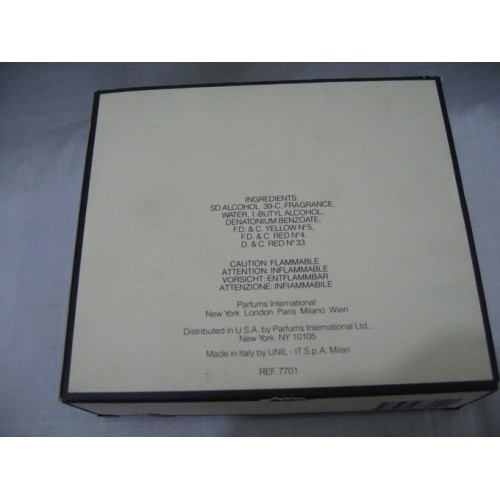 INGREDIENTS:
SD ALCOHOL 39-C, FRAGRANCE,
WATER, 1-BUTYL ALCOHOL,
DENATONIUM BENZOATE,
F.D. & C. YELLOW N°5,
F.D. & C. RED N°4,
D. & C. RED N°33
CAUTION: FLAMMABLE
ATTENTION: INFLAMMABLE
VORSICHT: ENTFLAMMBAR
ATTENZIONE: INFIAMMABILE
Parfums International
New York London Paris Milano Wien
Distributed in U.S.A. by Parfums International Ltd.,
New York, NY 10105
Made in Italy by UNIL - IT S.p.A. Milan
REF. 7701